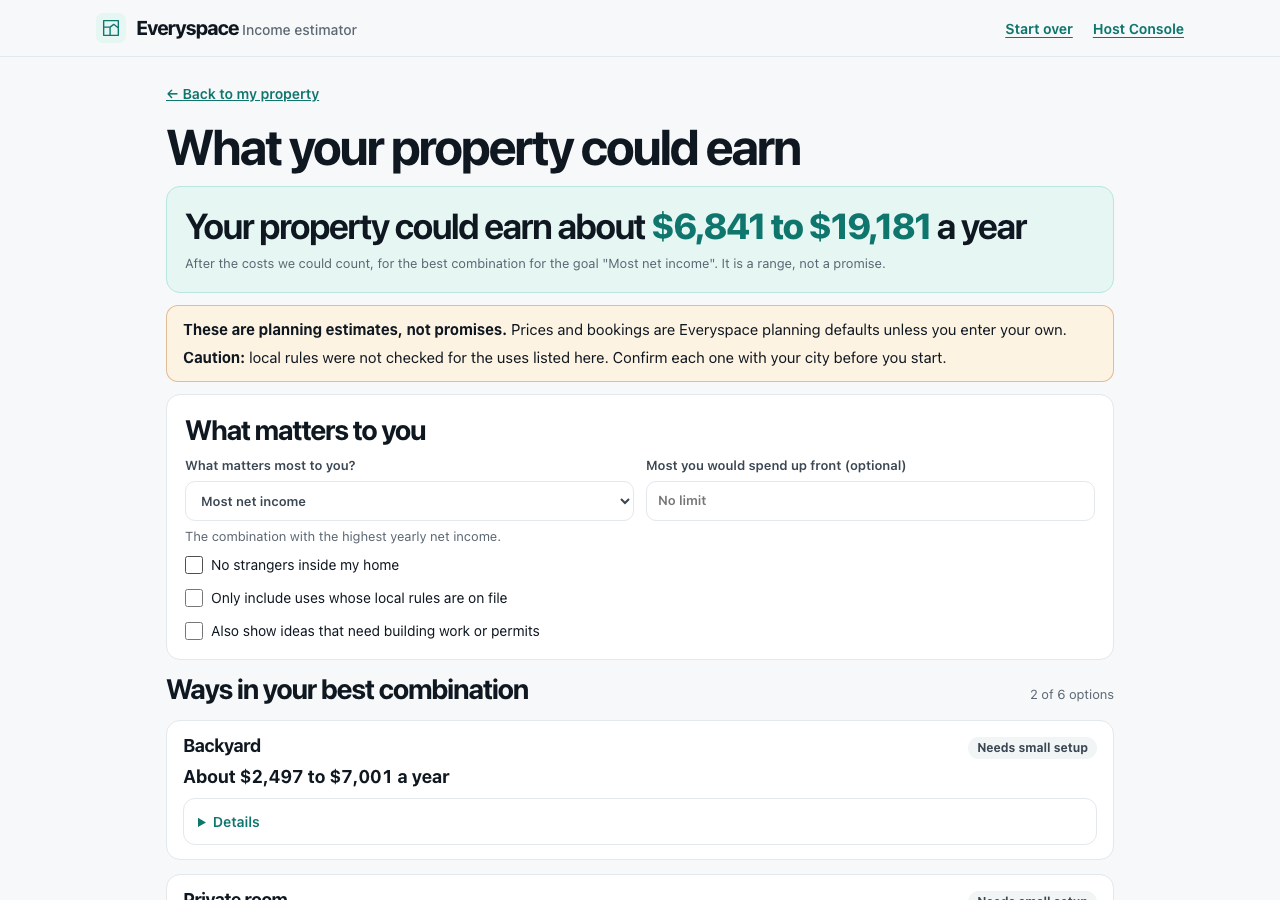 Everyspace Income estimator
Start over
Host Console
← Back to my property
What your property could earn
Your property could earn about $6,841 to $19,181 a year
After the costs we could count, for the best combination for the goal "Most net income". It is a range, not a promise.
These are planning estimates, not promises. Prices and bookings are Everyspace planning defaults unless you enter your own.
Caution: local rules were not checked for the uses listed here. Confirm each one with your city before you start.
What matters to you
What matters most to you?
Most net income
The combination with the highest yearly net income.
Most you would spend up front (optional)
No limit
No strangers inside my home
Only include uses whose local rules are on file
Also show ideas that need building work or permits
Ways in your best combination
2 of 6 options
Backyard
Needs small setup
About $2,497 to $7,001 a year
Details
Private room
Needs small setup